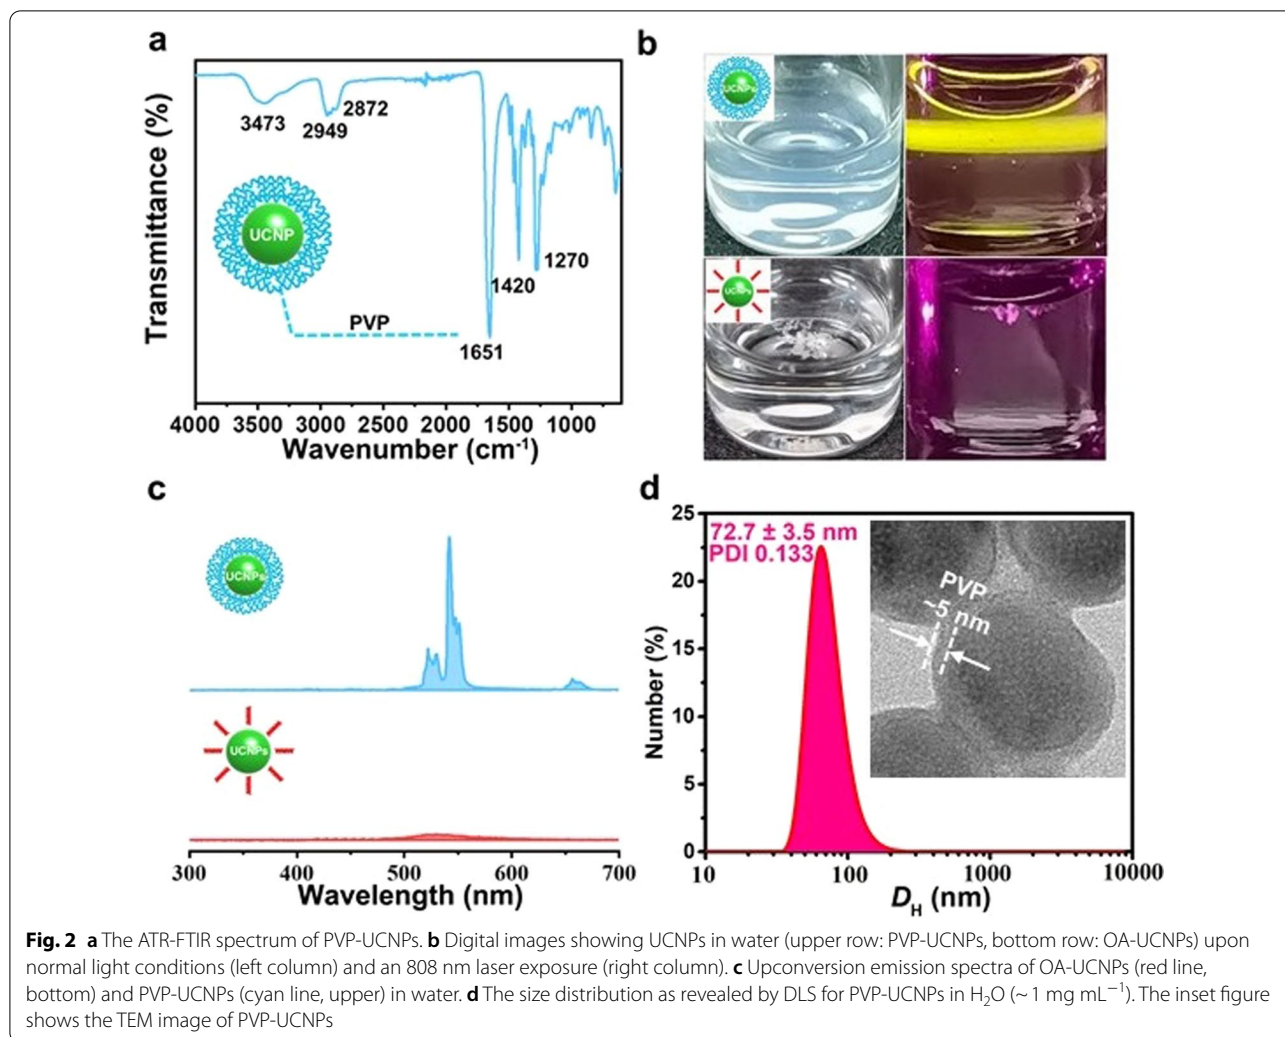 a
Transmittance (%)
3473
2949
2872
UCNP
PVP
1651
1420
1270
4000 3500 3000 2500 2000 1500 1000
Wavenumber (cm⁻¹)
b
UCNPs
UCNPs
c
UCNPs
UCNPs
300 400 500 600 700
Wavelength (nm)
d
72.7 ± 3.5 nm
PDI 0.133
PVP
~5 nm
Number (%)
25
20
15
10
5
0
10 100 1000 10000
D_H (nm)
Fig. 2 a The ATR-FTIR spectrum of PVP-UCNPs. b Digital images showing UCNPs in water (upper row: PVP-UCNPs, bottom row: OA-UCNPs) upon
normal light conditions (left column) and an 808 nm laser exposure (right column). c Upconversion emission spectra of OA-UCNPs (red line,
bottom) and PVP-UCNPs (cyan line, upper) in water. d The size distribution as revealed by DLS for PVP-UCNPs in H₂O (~ 1 mg mL⁻¹). The inset figure
shows the TEM image of PVP-UCNPs